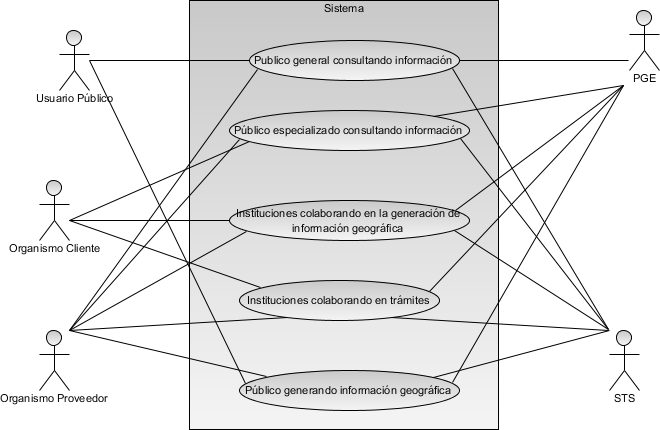 Sistema
Publico general consultando información
Usuario Público
PGE
Público especializado consultando información
Instituciones colaborando en la generación de
información geográfica
Organismo Cliente
Instituciones colaborando en trámites
Público generando información geográfica
Organismo Proveedor
STS